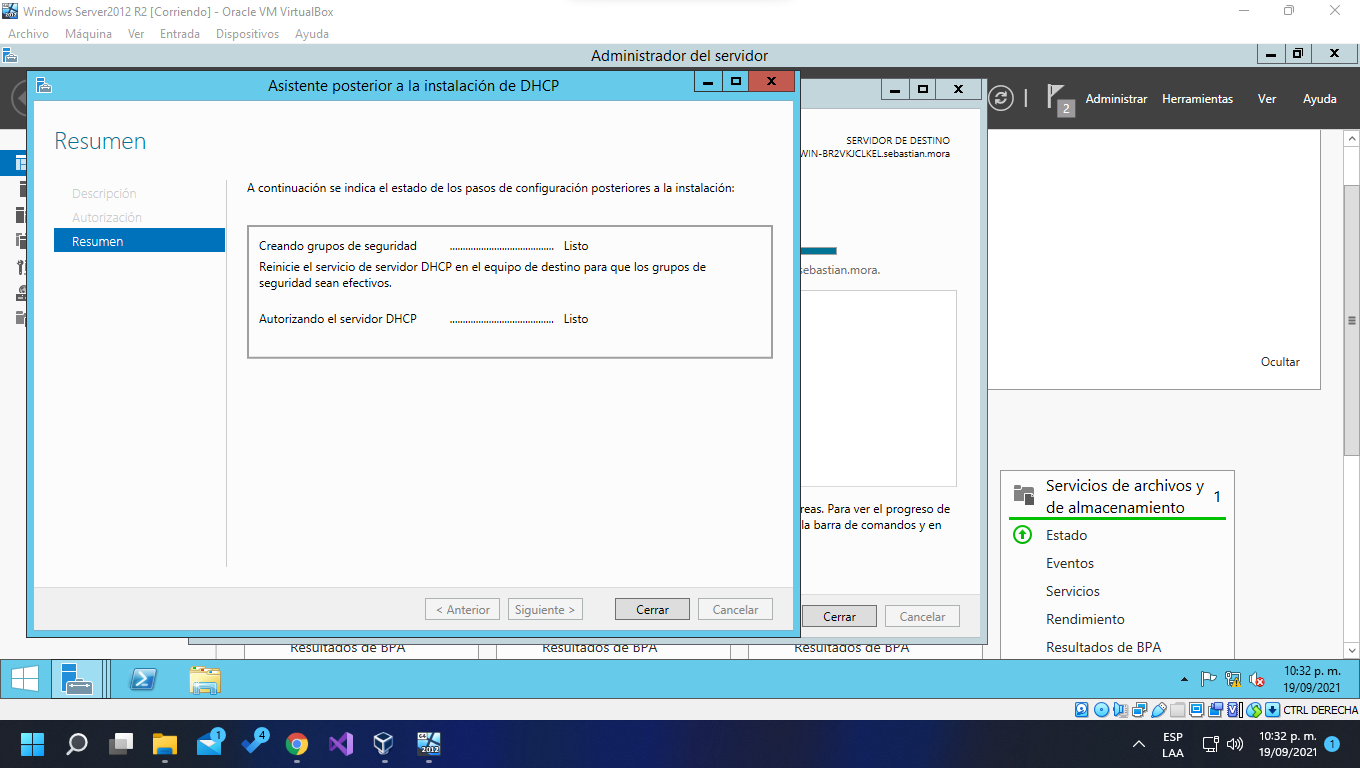 Windows Server2012 R2 [Corriendo] - Oracle VM VirtualBox
Archivo Máquina Ver Entrada Dispositivos Ayuda
Administrador del servidor
2 Administrar Herramientas Ver Ayuda
Asistente posterior a la instalación de DHCP
Resumen
Descripción
Autorización
Resumen
A continuación se indica el estado de los pasos de configuración posteriores a la instalación:
Creando grupos de seguridad ........................................ Listo
Reinicie el servicio de servidor DHCP en el equipo de destino para que los grupos de
seguridad sean efectivos.
Autorizando el servidor DHCP ........................................ Listo
< Anterior Siguiente > Cerrar Cancelar
SERVIDOR DE DESTINO
WIN-BR2VKJCLKEL.sebastian.mora
sebastian.mora.
reas. Para ver el progreso de
la barra de comandos y en
Cerrar Cancelar
Ocultar
Servicios de archivos y
de almacenamiento 1
Estado
Eventos
Servicios
Rendimiento
Resultados de BPA
Resultados de BPA Resultados de BPA Resultados de BPA
10:32 p. m.
19/09/2021
CTRL DERECHA
1 4 64 2012
ESP
LAA
10:32 p. m.
19/09/2021
1